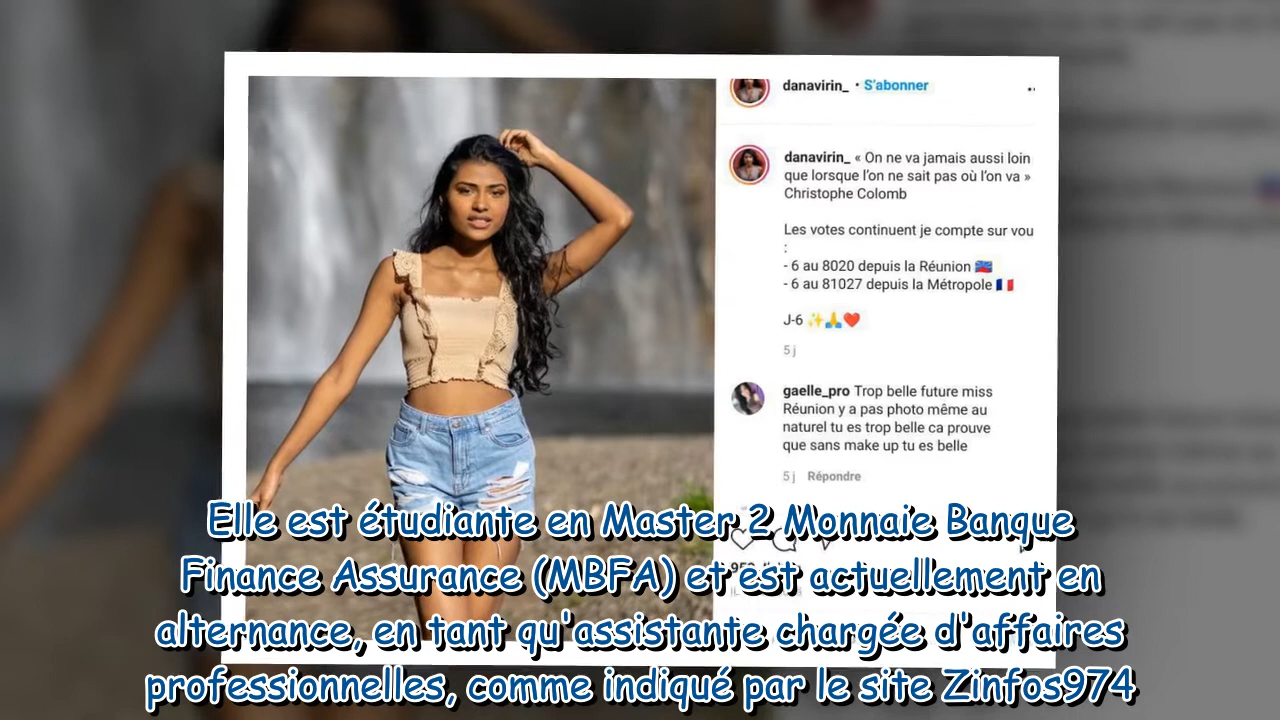 danavirin_ • S'abonner
danavirin_ « On ne va jamais aussi loin
que lorsque l'on ne sait pas où l'on va »
Christophe Colomb
Les votes continuent je compte sur vou
:
- 6 au 8020 depuis la Réunion
- 6 au 81027 depuis la Métropole
J-6
5 j
gaelle_pro Trop belle future miss
Réunion y a pas photo même au
naturel tu es trop belle ca prouve
que sans make up tu es belle
5 j Répondre
Elle est étudiante en Master 2 Monnaie Banque
Finance Assurance (MBFA) et est actuellement en
alternance, en tant qu'assistante chargée d"affaires
professionnelles, comme indiqué par le site Zinfos974